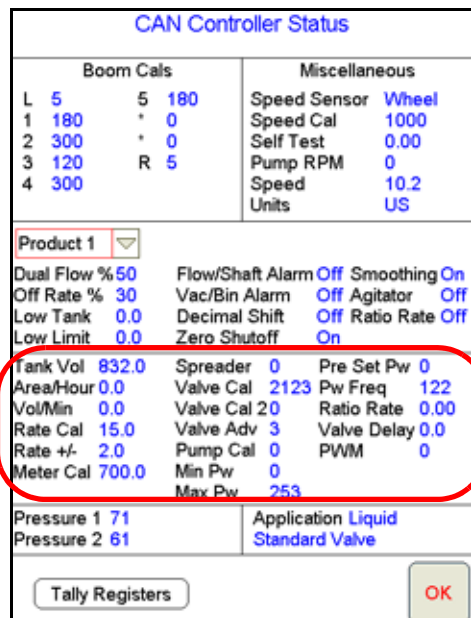 CAN Controller Status
Boom Cals
L 5 5 180
1 180 * 0
2 300 * 0
3 120 R 5
4 300
Miscellaneous
Speed Sensor Wheel
Speed Cal 1000
Self Test 0.00
Pump RPM 0
Speed 10.2
Units US
Product 1
Dual Flow % 50 Flow/Shaft Alarm Off Smoothing On
Off Rate % 30 Vac/Bin Alarm Off Agitator Off
Low Tank 0.0 Decimal Shift Off Ratio Rate Off
Low Limit 0.0 Zero Shutoff On
Tank Vol 832.0 Spreader 0 Pre Set Pw 0
Area/Hour 0.0 Valve Cal 2123 Pw Freq 122
Vol/Min 0.0 Valve Cal 2 0 Ratio Rate 0.00
Rate Cal 15.0 Valve Adv 3 Valve Delay 0.0
Rate +/- 2.0 Pump Cal 0 PWM 0
Meter Cal 700.0 Min Pw 0
Max Pw 253
Pressure 1 71 Application Liquid
Pressure 2 61 Standard Valve
Tally Registers
OK